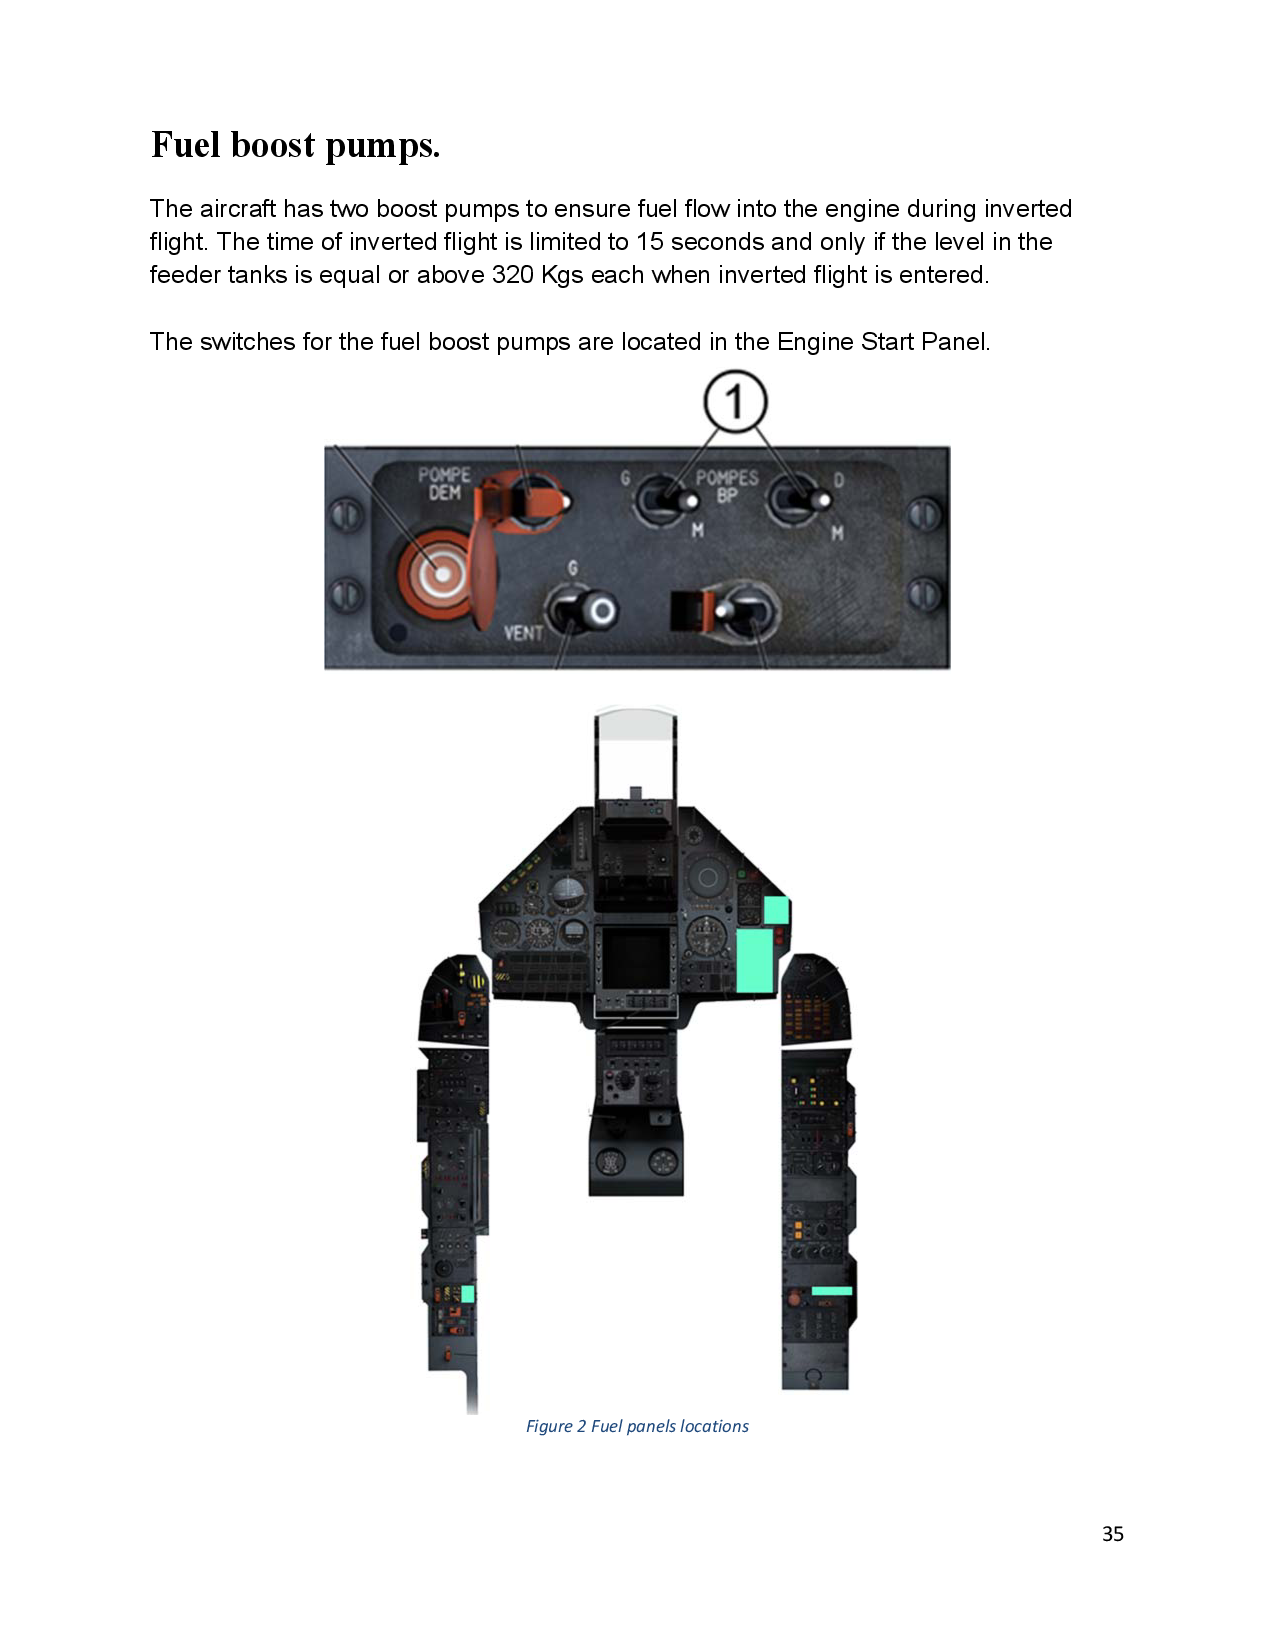 Fuel boost pumps.
The aircraft has two boost pumps to ensure fuel flow into the engine during inverted
flight. The time of inverted flight is limited to 15 seconds and only if the level in the
feeder tanks is equal or above 320 Kgs each when inverted flight is entered.
The switches for the fuel boost pumps are located in the Engine Start Panel.
1
POMPE
DEM
G
POMPES
BP
D
M
M
G
VENT
Figure 2 Fuel panels locations
35